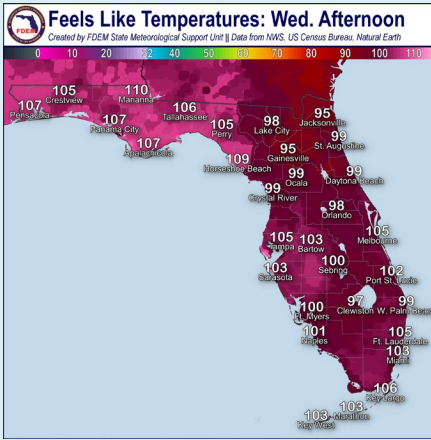 FDEM
Feels Like Temperatures: Wed. Afternoon
Created by FDEM State Meteorological Support Unit || Data from NWS, US Census Bureau, Natural Earth
0 10 20 30 40 50 60 70 80 90 100 110
105
Crestview
110
Marianna
107
Pensacola
107
Panama City
106
Tallahassee
107
Apalachicola
105
Perry
98
Lake City
95
Jacksonville
99
St. Augustine
95
Gainesville
109
Horseshoe Beach
99
Ocala
99
Daytona Beach
99
Crystal River
98
Orlando
105
Melbourne
105
Tampa
103
Bartow
100
Sebring
103
Sarasota
102
Port St. Lucie
100
Ft. Myers
97
Clewiston
99
W. Palm Beach
101
Naples
105
Ft. Lauderdale
103
Miami
106
Key Largo
103
Marathon
103
Key West